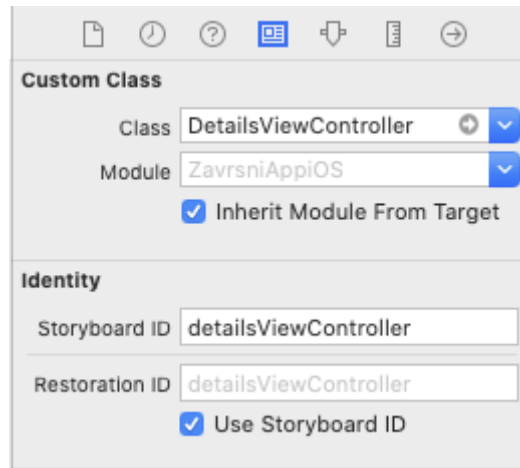 Custom Class
Class DetailsViewController
Module ZavrsniAppiOS
Inherit Module From Target
Identity
Storyboard ID detailsViewController
Restoration ID detailsViewController
Use Storyboard ID